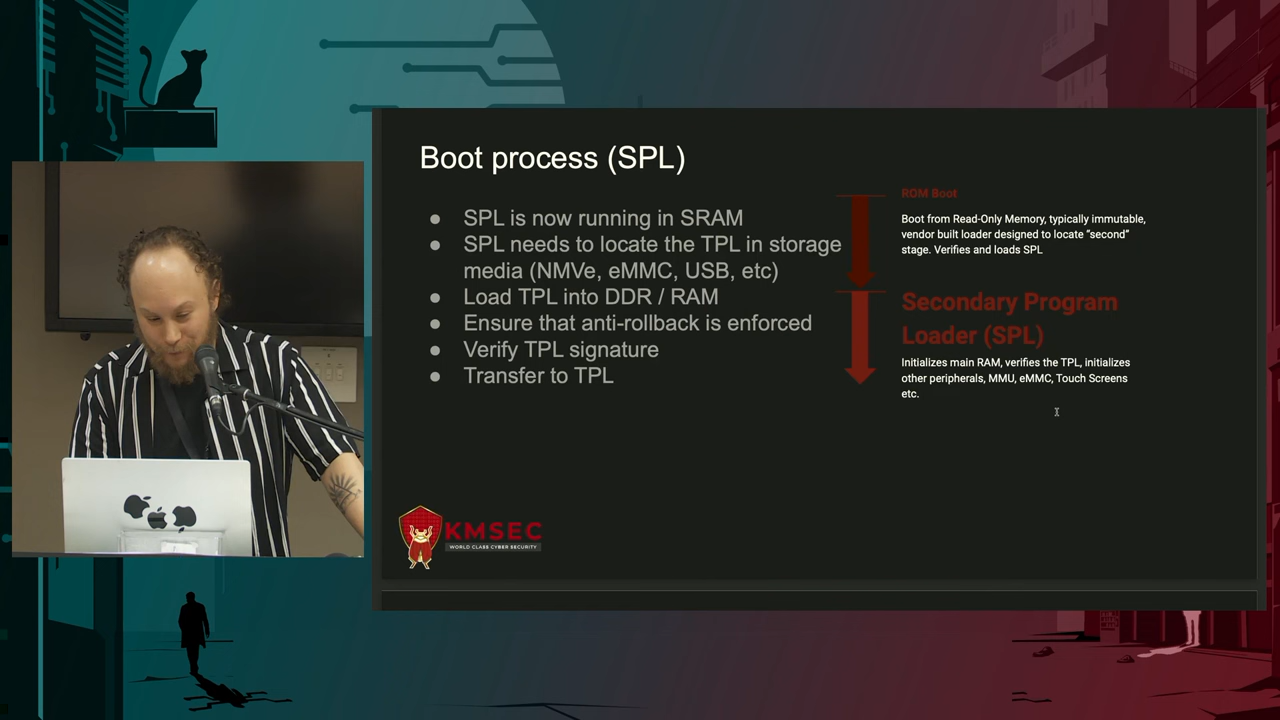 Boot process (SPL)
● SPL is now running in SRAM
● SPL needs to locate the TPL in storage
media (NMVe, eMMC, USB, etc)
● Load TPL into DDR / RAM
● Ensure that anti-rollback is enforced
● Verify TPL signature
● Transfer to TPL
ROM Boot
Boot from Read-Only Memory, typically immutable,
vendor built loader designed to locate “second”
stage. Verifies and loads SPL
Secondary Program
Loader (SPL)
Initializes main RAM, verifies the TPL, initializes
other peripherals, MMU, eMMC, Touch Screens
etc.
KMSEC
WORLD CLASS CYBER SECURITY